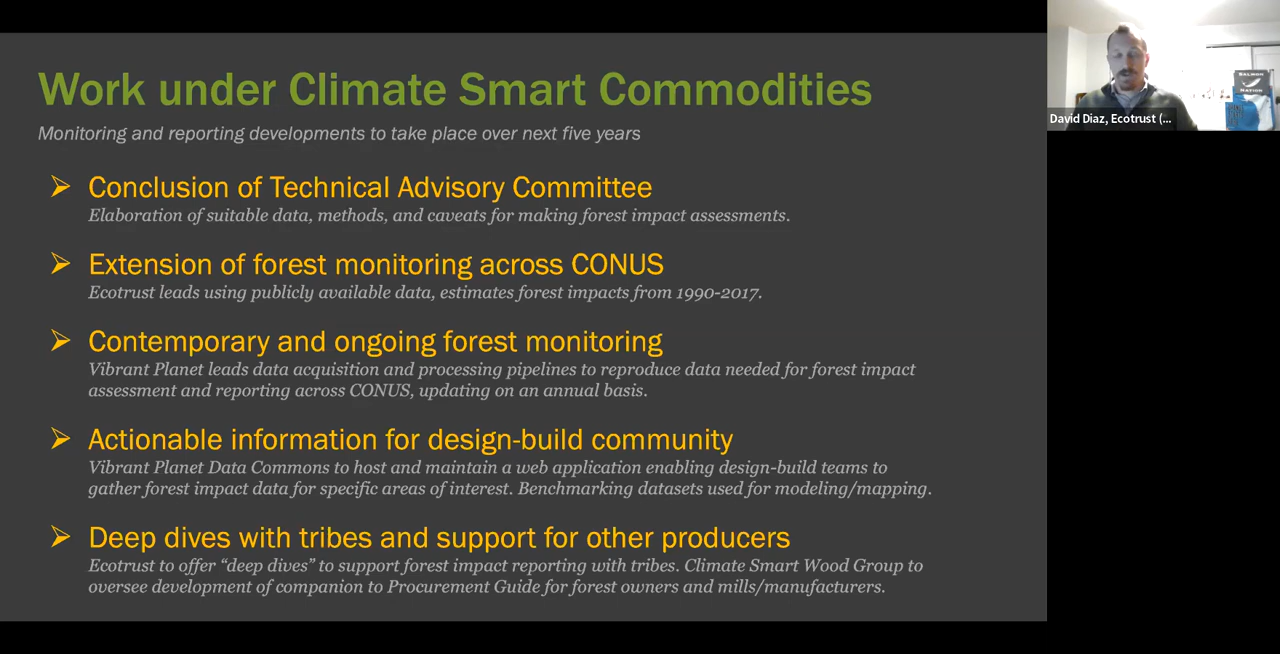 Work under Climate Smart Commodities
Monitoring and reporting developments to take place over next five years
➢ Conclusion of Technical Advisory Committee
Elaboration of suitable data, methods, and caveats for making forest impact assessments.
➢ Extension of forest monitoring across CONUS
Ecotrust leads using publicly available data, estimates forest impacts from 1990-2017.
➢ Contemporary and ongoing forest monitoring
Vibrant Planet leads data acquisition and processing pipelines to reproduce data needed for forest impact
assessment and reporting across CONUS, updating on an annual basis.
➢ Actionable information for design-build community
Vibrant Planet Data Commons to host and maintain a web application enabling design-build teams to
gather forest impact data for specific areas of interest. Benchmarking datasets used for modeling/mapping.
➢ Deep dives with tribes and support for other producers
Ecotrust to offer “deep dives” to support forest impact reporting with tribes. Climate Smart Wood Group to
oversee development of companion to Procurement Guide for forest owners and mills/manufacturers.
SALMON
NATION
David Diaz, Ecotrust (...